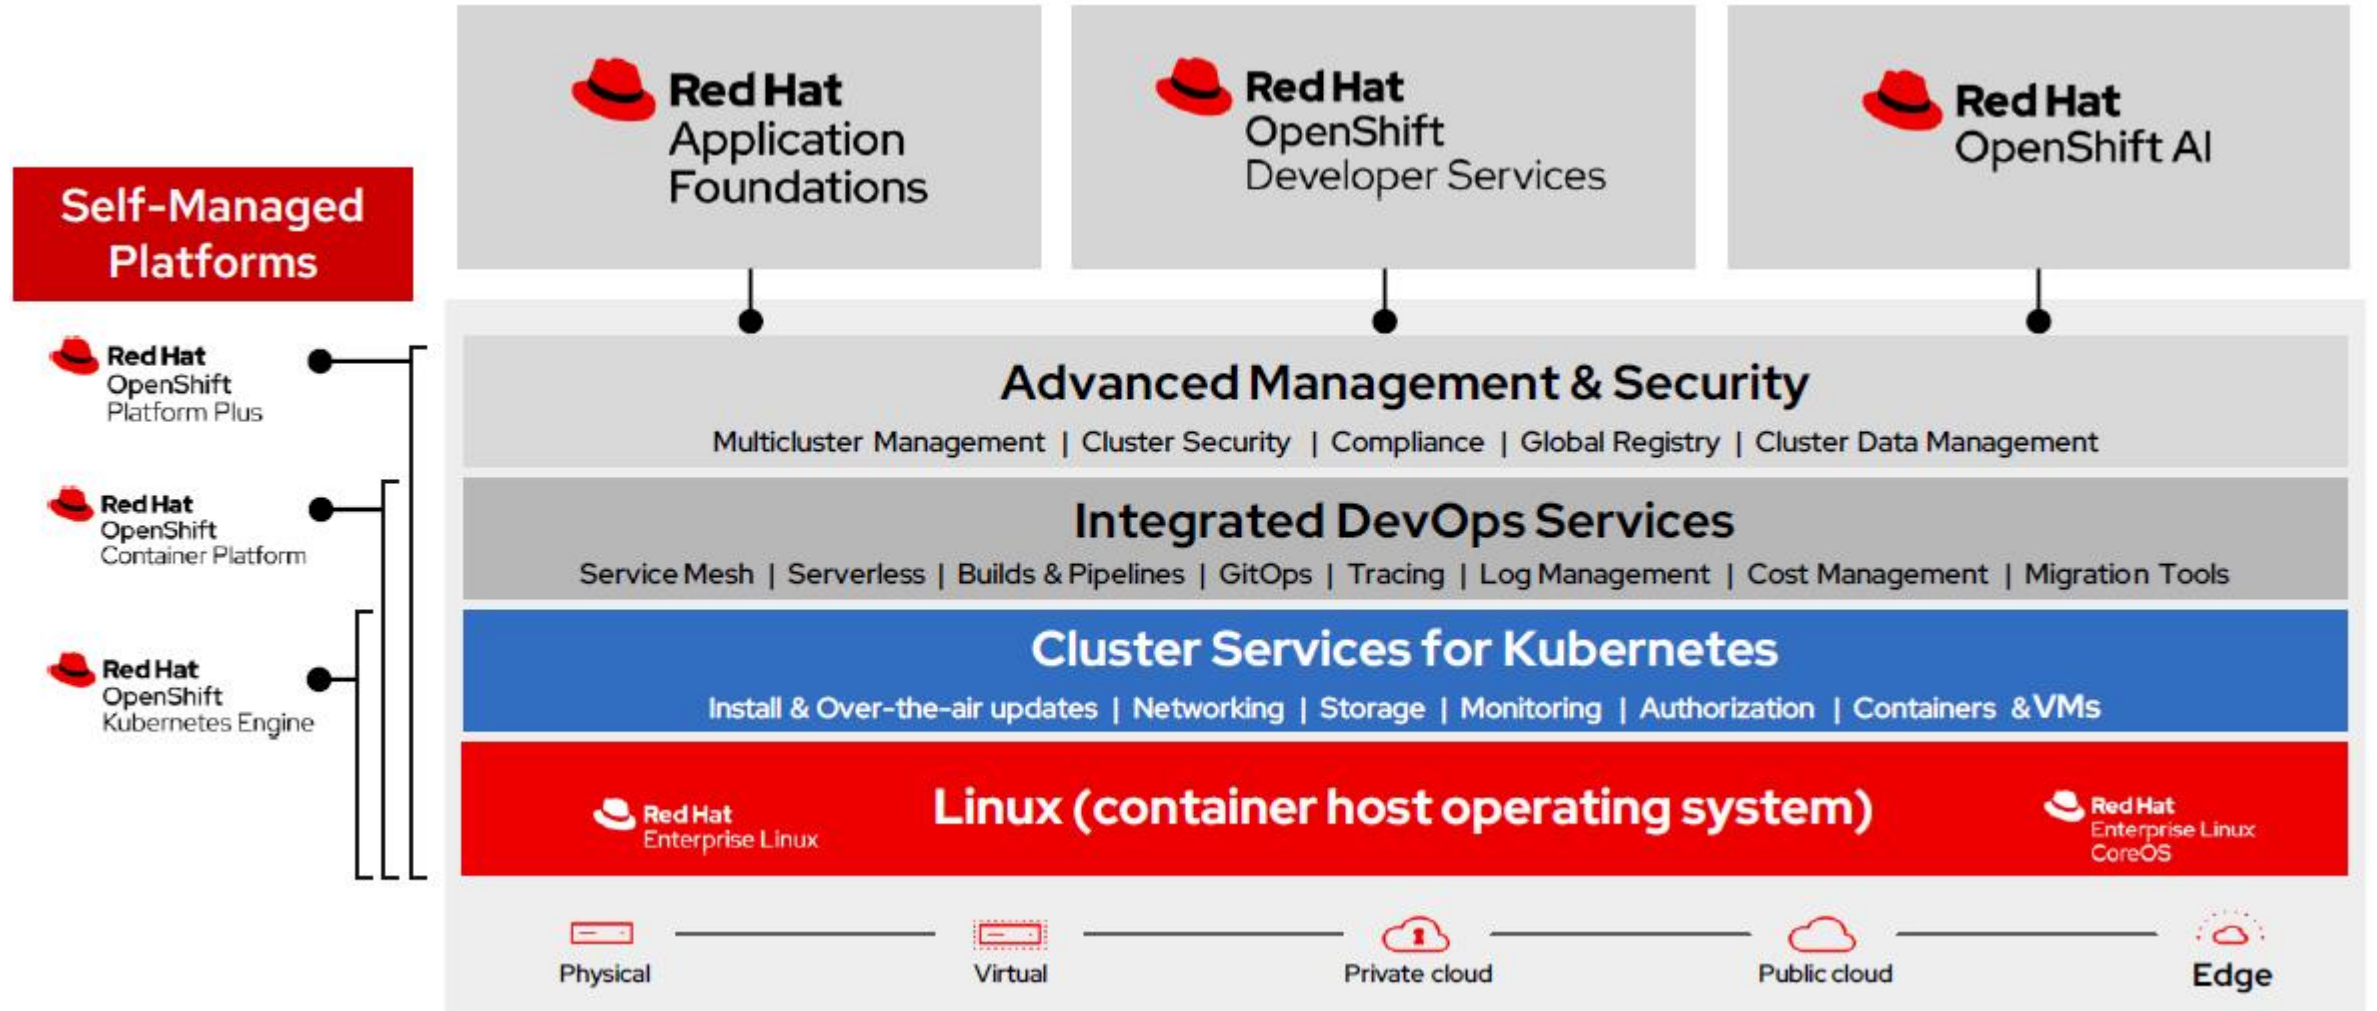 Red Hat
Application
Foundations
Red Hat
OpenShift
Developer Services
Red Hat
OpenShift AI
Self-Managed
Platforms
Red Hat
OpenShift
Platform Plus
Red Hat
OpenShift
Container Platform
Red Hat
OpenShift
Kubernetes Engine
Advanced Management & Security
Multicluster Management | Cluster Security | Compliance | Global Registry | Cluster Data Management
Integrated DevOps Services
Service Mesh | Serverless | Builds & Pipelines | GitOps | Tracing | Log Management | Cost Management | Migration Tools
Cluster Services for Kubernetes
Install & Over-the-air updates | Networking | Storage | Monitoring | Authorization | Containers & VMs
Red Hat
Enterprise Linux
Linux (container host operating system)
Red Hat
Enterprise Linux
CoreOS
Physical
Virtual
Private cloud
Public cloud
Edge